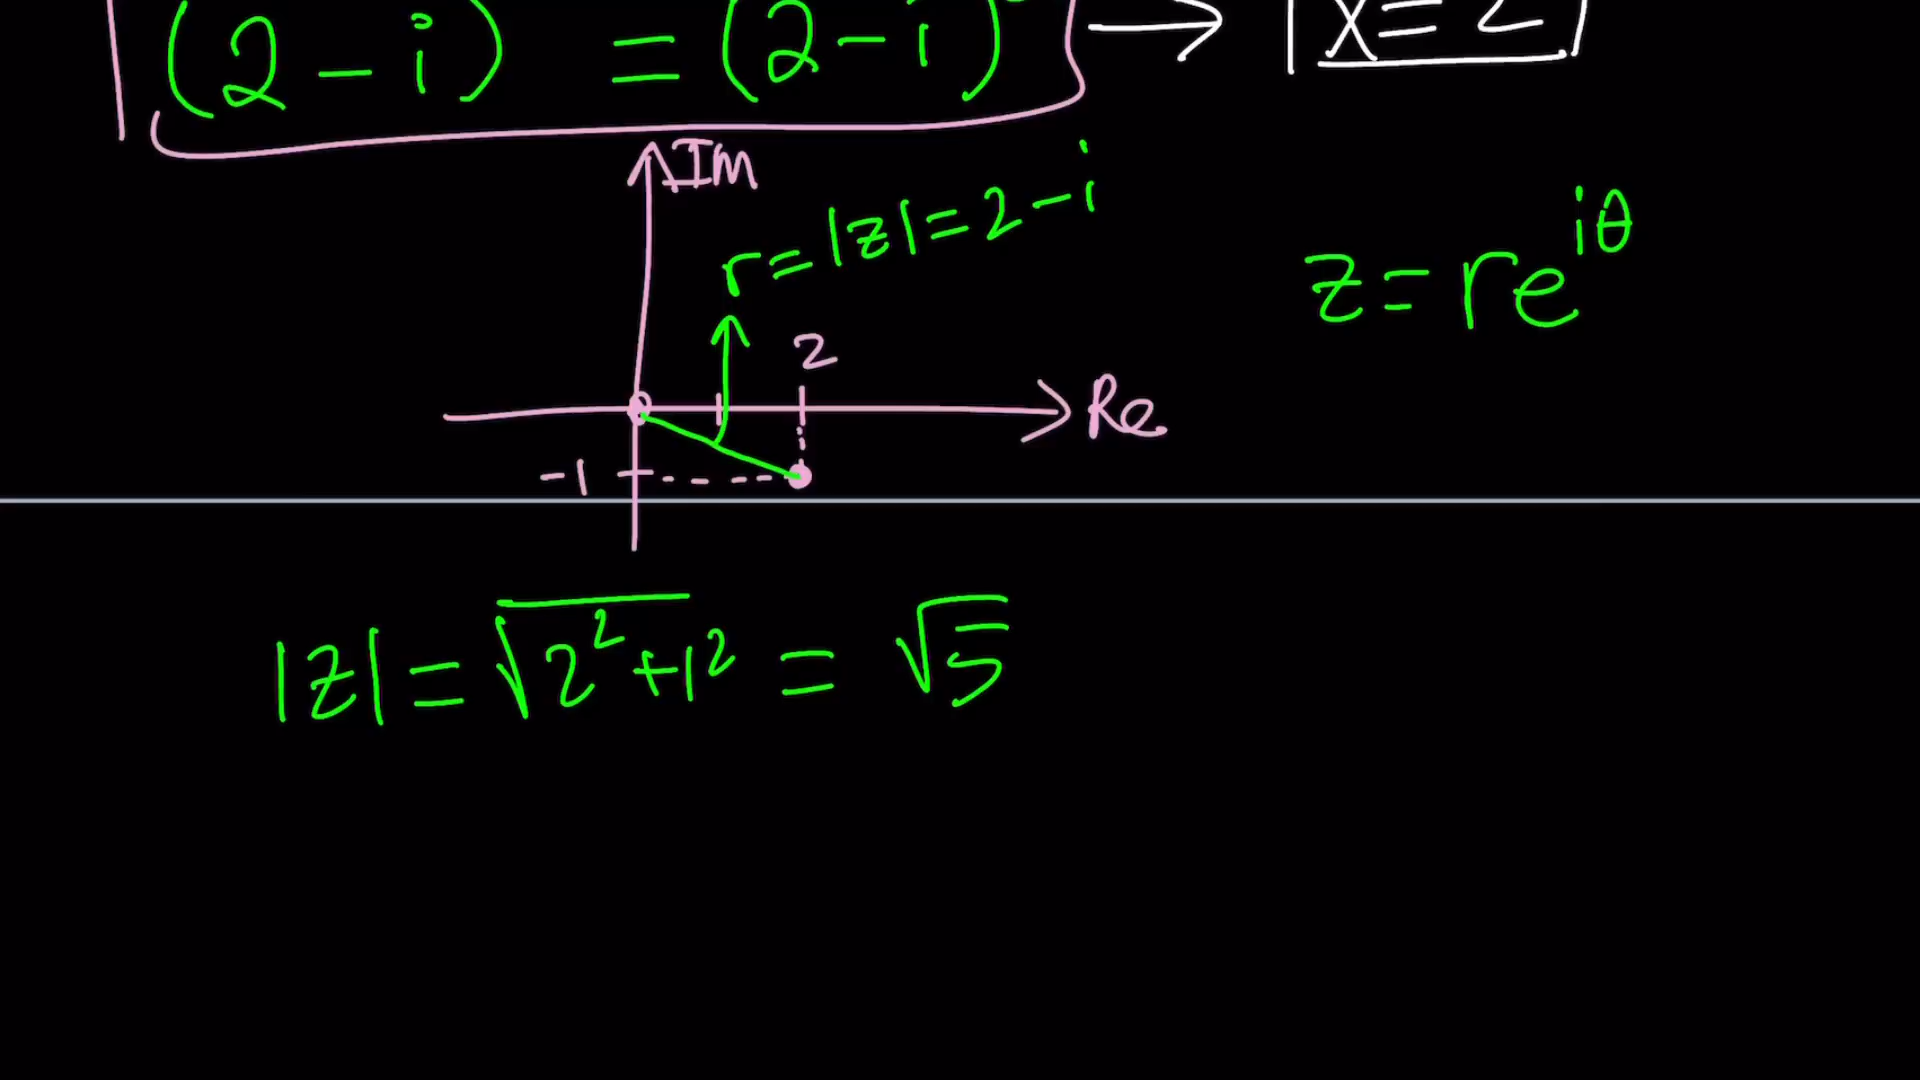 (2 - i) = (2 - i) → x = 2
Im
r = |z| = 2 - i
z = re^{iθ}
2
Re
-1
|z| = √2² + 1² = √5